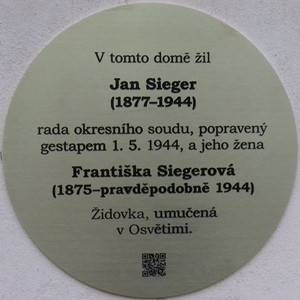 V tomto domě žil
Jan Sieger
(1877–1944)
rada okresního soudu, popravený
gestapem 1. 5. 1944, a jeho žena
Františka Siegerová
(1875–pravděpodobně 1944)
Židovka, umučená
v Osvětimi.